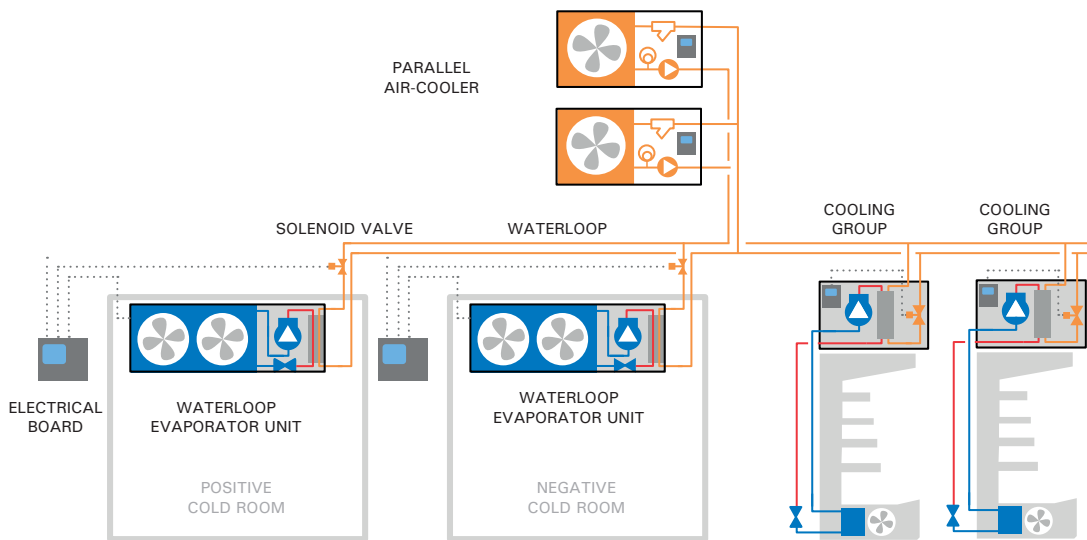 PARALLEL
AIR-COOLER
SOLENOID VALVE
WATERLOOP
COOLING
GROUP
COOLING
GROUP
ELECTRICAL
BOARD
WATERLOOP
EVAPORATOR UNIT
WATERLOOP
EVAPORATOR UNIT
POSITIVE
COLD ROOM
NEGATIVE
COLD ROOM